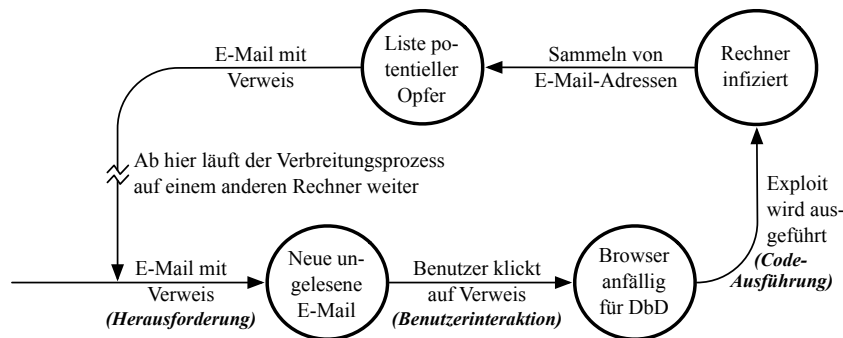 E-Mail mit
Verweis
Liste po-
tentieller
Opfer
Sammeln von
E-Mail-Adressen
Rechner
infiziert
Ab hier läuft der Verbreitungsprozess
auf einem anderen Rechner weiter
Exploit
wird aus-
geführt
(Code-
Ausführung)
E-Mail mit
Verweis
(Herausforderung)
Neue un-
gelesene
E-Mail
Benutzer klickt
auf Verweis
(Benutzerinteraktion)
Browser
anfällig
für DbD